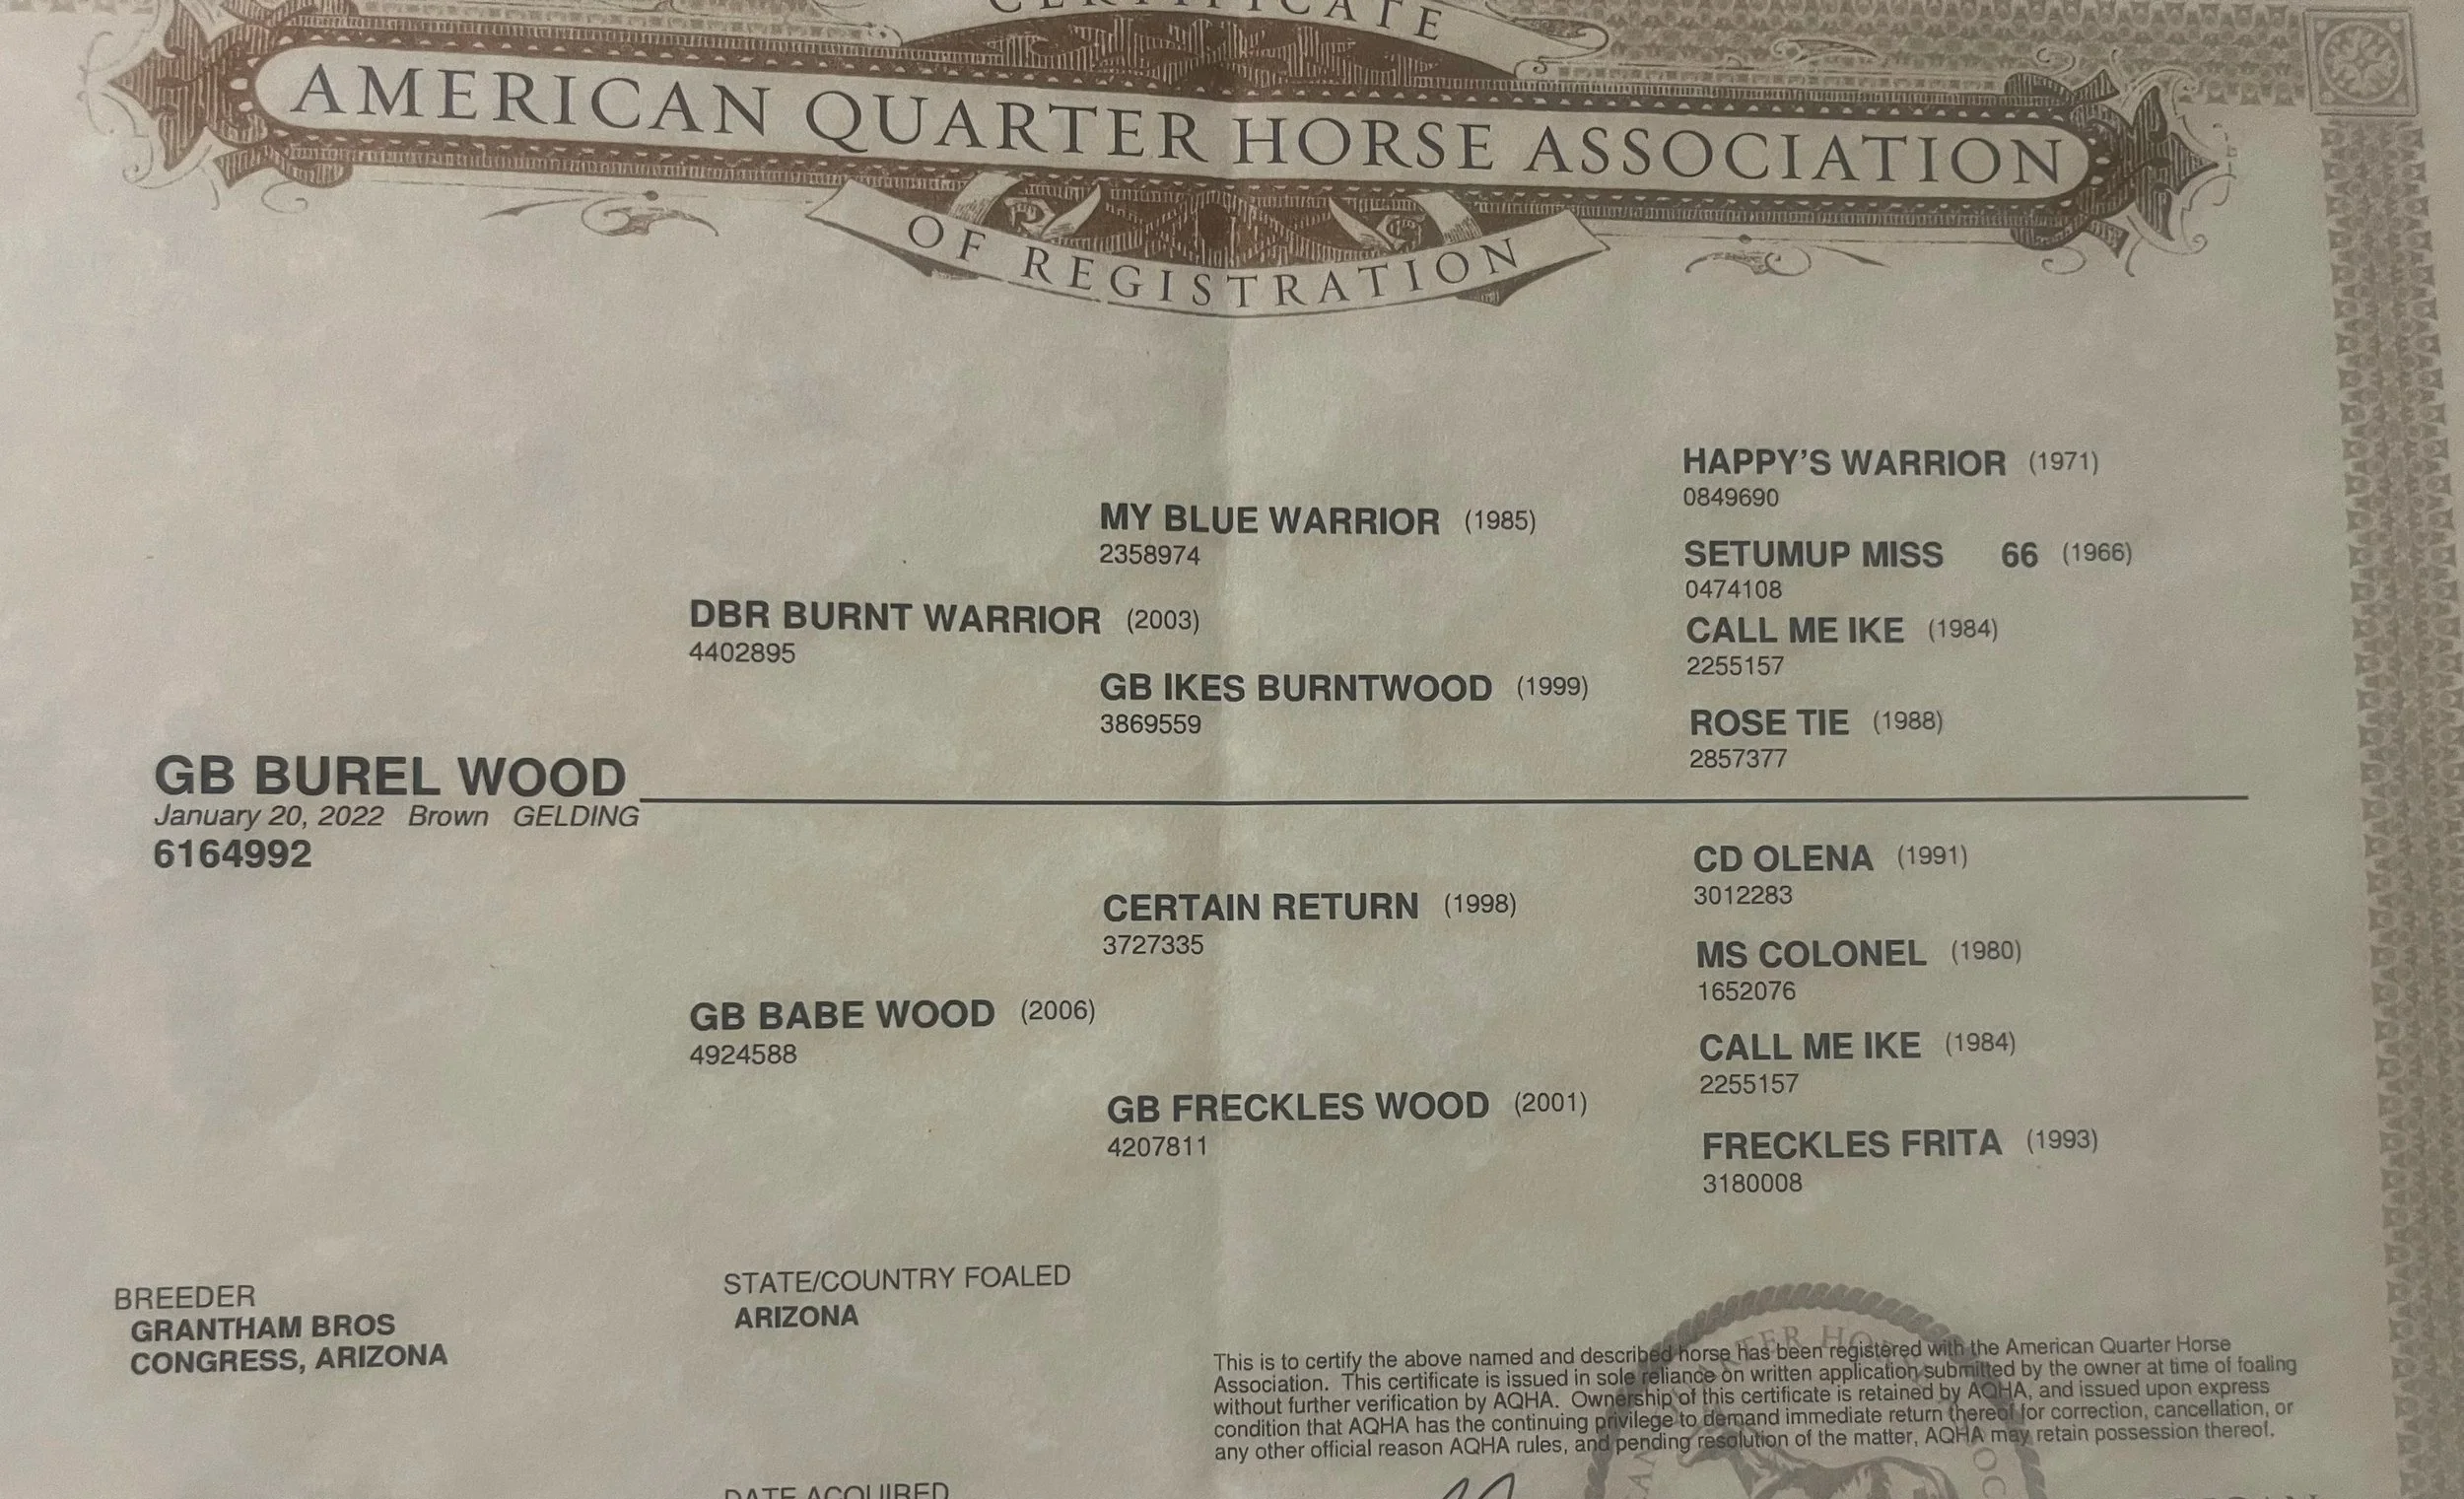 CERTIFICATE
AMERICAN QUARTER HORSE ASSOCIATION
OF REGISTRATION
HAPPY'S WARRIOR (1971)
0849690
MY BLUE WARRIOR (1985)
2358974
SETUMUP MISS 66 (1966)
0474108
DBR BURNT WARRIOR (2003)
4402895
CALL ME IKE (1984)
2255157
GB IKES BURNTWOOD (1999)
3869559
ROSE TIE (1988)
2857377
GB BUREL WOOD
January 20, 2022 Brown GELDING
6164992
CD OLENA (1991)
3012283
CERTAIN RETURN (1998)
3727335
MS COLONEL (1980)
1652076
GB BABE WOOD (2006)
4924588
CALL ME IKE (1984)
2255157
GB FRECKLES WOOD (2001)
4207811
FRECKLES FRITA (1993)
3180008
BREEDER
GRANTHAM BROS
CONGRESS, ARIZONA
STATE/COUNTRY FOALED
ARIZONA
This is to certify the above named and described horse has been registered with the American Quarter Horse
Association. This certificate is issued in sole reliance on written application submitted by the owner at time of foaling
without further verification by AQHA. Ownership of this certificate is retained by AQHA, and issued upon express
condition that AQHA has the continuing privilege to demand immediate return thereof for correction, cancellation, or
any other official reason AQHA rules, and pending resolution of the matter, AQHA may retain possession thereof.
DATE ACQUIRED